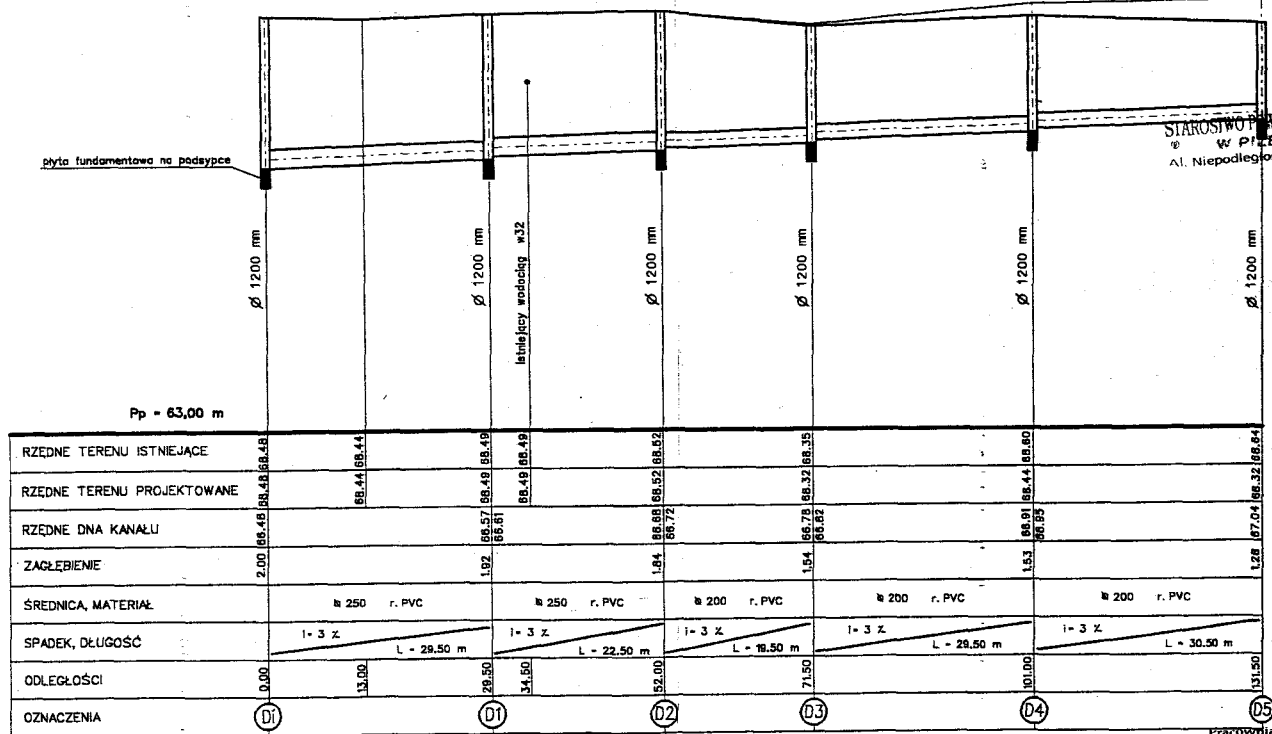 STAROSTWO
W
Al. Niepodległoś
płyta fundamentowa na podsypce
Ø 1200 mm
Ø 1200 mm
istniejący wodociąg w32
Ø 1200 mm
Ø 1200 mm
Ø 1200 mm
Ø 1200 mm
Pp = 63,00 m
RZĘDNE TERENU ISTNIEJĄCE 68.48 68.44 68.49 68.49 68.52 68.35 68.60 68.64
RZĘDNE TERENU PROJEKTOWANE 68.48 68.44 68.49 68.49 68.52 68.32 68.44 68.32
RZĘDNE DNA KANAŁU 66.48 66.57 66.61 66.68 66.72 66.78 66.82 66.91 66.95 67.04
ZAGŁĘBIENIE 2.00 1.92 1.84 1.54 1.53 1.28
ŚREDNICA, MATERIAŁ 250 r. PVC 250 r. PVC 200 r. PVC 200 r. PVC 200 r. PVC
SPADEK, DŁUGOŚĆ i= 3 % L = 29.50 m i= 3 % L = 22.50 m i= 3 % L = 19.50 m i= 3 % L = 29.50 m i= 3 % L = 30.50 m
ODLEGŁOŚCI 0.00 13.00 29.50 34.50 52.00 71.50 101.00 131.50
OZNACZENIA Di D1 D2 D3 D4 D5
Pracownia